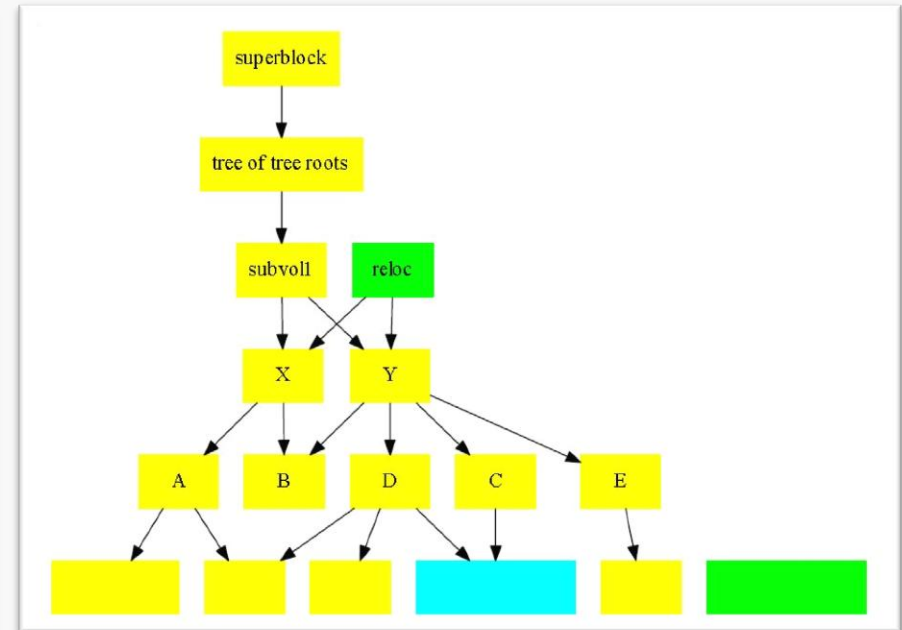 superblock
tree of tree roots
subvol1
reloc
X
Y
A
B
D
C
E